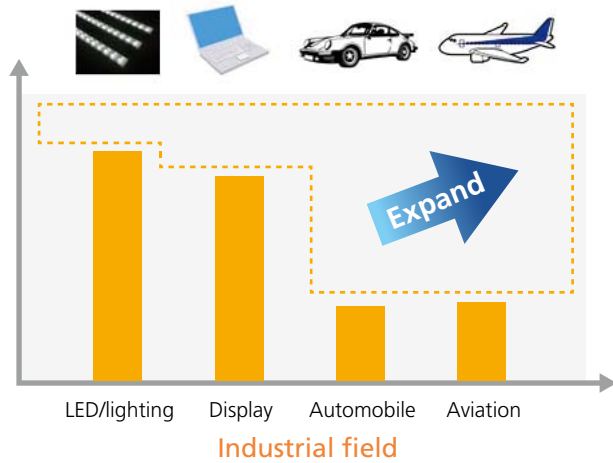 Expand
LED/lighting Display Automobile Aviation
Industrial field